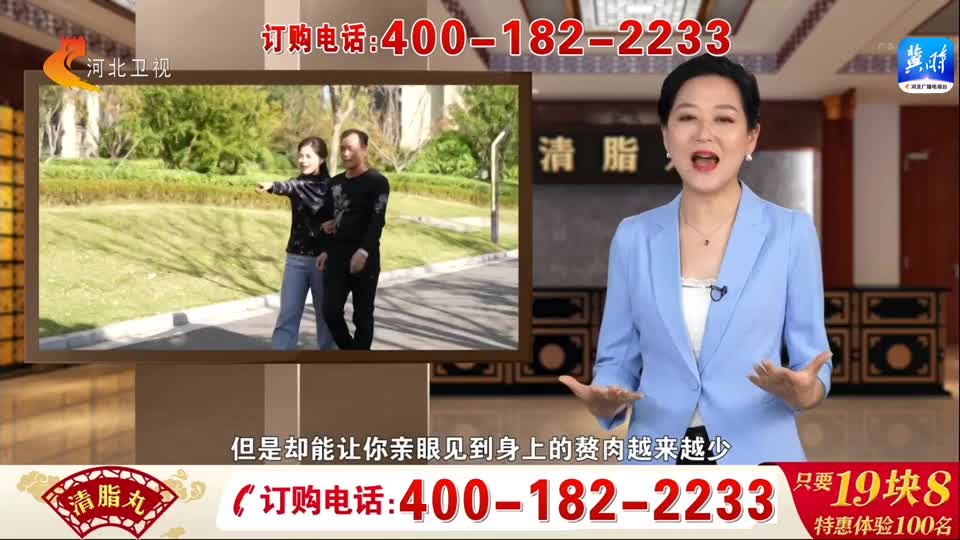 订购电话:400-182-2233
河北卫视
冀时
河北广播电视台
清脂
但是却能让你亲眼见到身上的赘肉越来越少
清脂丸
订购电话:400-182-2233
只要19块8
特惠体验100名